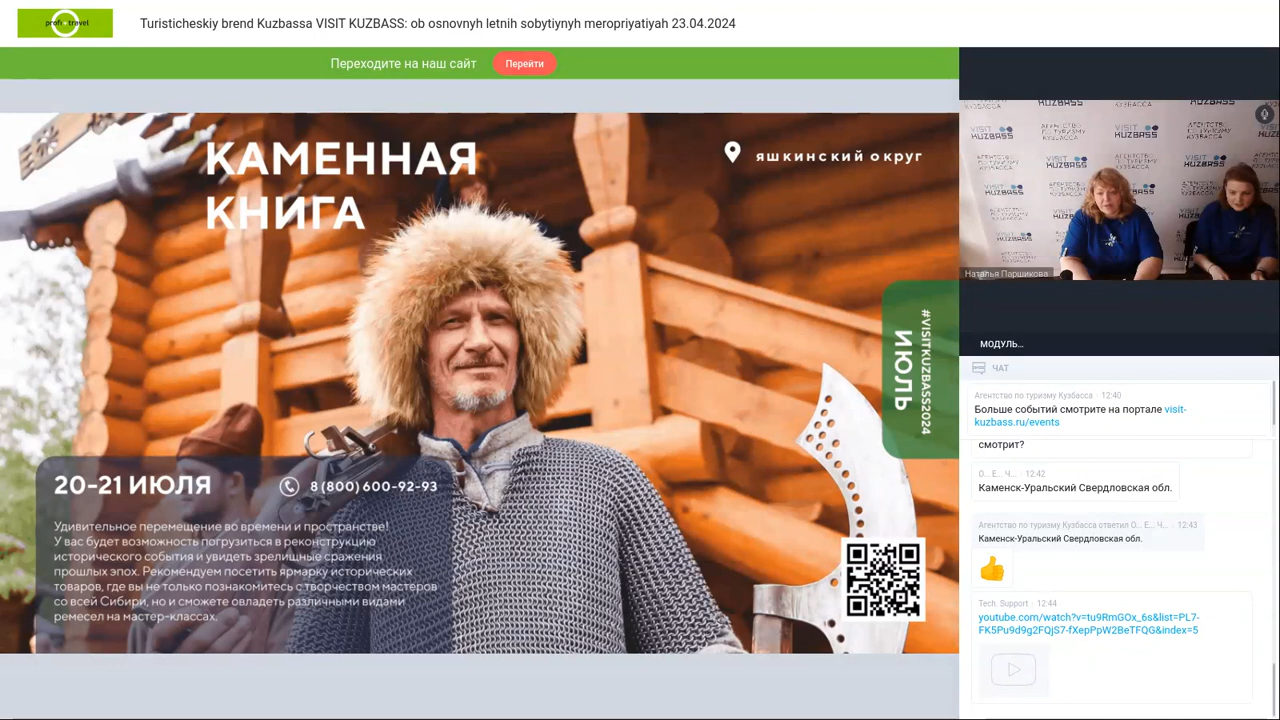 profi travel
Turisticheskiy brend Kuzbassa VISIT KUZBASS: ob osnovnyh letnih sobytiynyh meropriyatiyah 23.04.2024
Переходите на наш сайт
Перейти
КАМЕННАЯ
КНИГА
яшкинский округ
#VISITKUZBASS2024
ИЮЛЬ
20-21 ИЮЛЯ
8 (800) 600-92-93
Удивительное перемещение во времени и пространстве!
У вас будет возможность погрузиться в реконструкцию
исторического события и увидеть зрелищные сражения
прошлых эпох. Рекомендуем посетить ярмарку исторических
товаров, где вы не только познакомитесь с творчеством мастеров
со всей Сибири, но и сможете овладеть различными видами
ремесел на мастер-классах.
VISIT
KUZBASS
АГЕНТСТВО
ПО ТУРИЗМУ
КУЗБАССА
Наталья Паршикова
МОДУЛЬ...
ЧАТ
Агентство по туризму Кузбасса · 12:40
Больше событий смотрите на портале visit-
kuzbass.ru/events
смотрит?
О... Е... Ч... · 12:42
Каменск-Уральский Свердловская обл.
Агентство по туризму Кузбасса ответил О... Е... Ч... · 12:43
Каменск-Уральский Свердловская обл.
Tech. Support · 12:44
youtube.com/watch?v=tu9RmGOx_6s&list=PL7-
FK5Pu9d9g2FQjS7-fXepPpW2BeTFQG&index=5